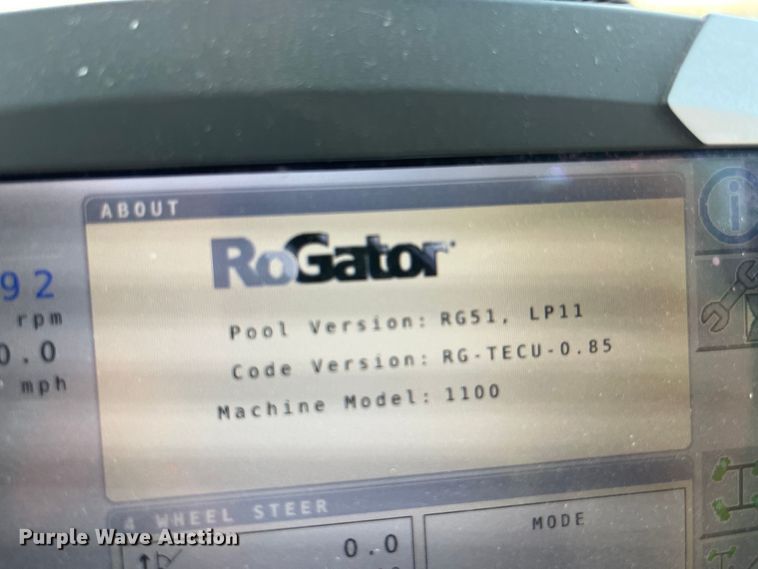 ABOUT
RoGator
92
rpm
Pool Version: RG51, LP11
0.0
mph
Code Version: RG-TECU-0.85
Machine Model: 1100
4 WHEEL STEER
MODE
0.0
Purple Wave Auction